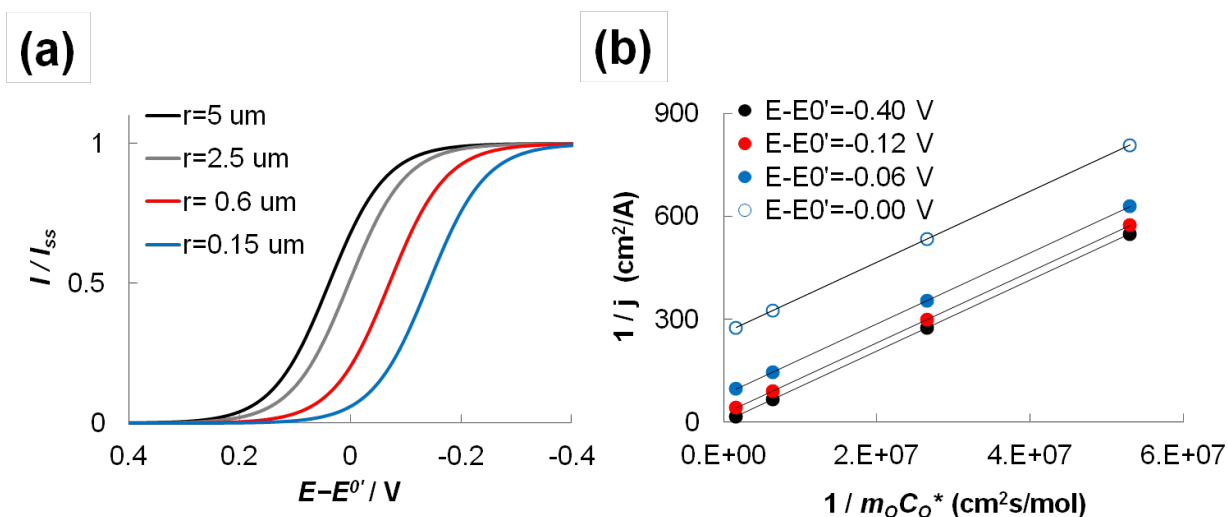 (a)
r=5 um
r=2.5 um
r= 0.6 um
r=0.15 um
1
0.5
0
I / Iss
0.4
0.2
0
-0.2
-0.4
E−E0' / V
(b)
E-E0'=-0.40 V
E-E0'=-0.12 V
E-E0'=-0.06 V
E-E0'=-0.00 V
900
600
300
0
1 / j (cm2/A)
0.E+00
2.E+07
4.E+07
6.E+07
1 / mOCO* (cm2s/mol)